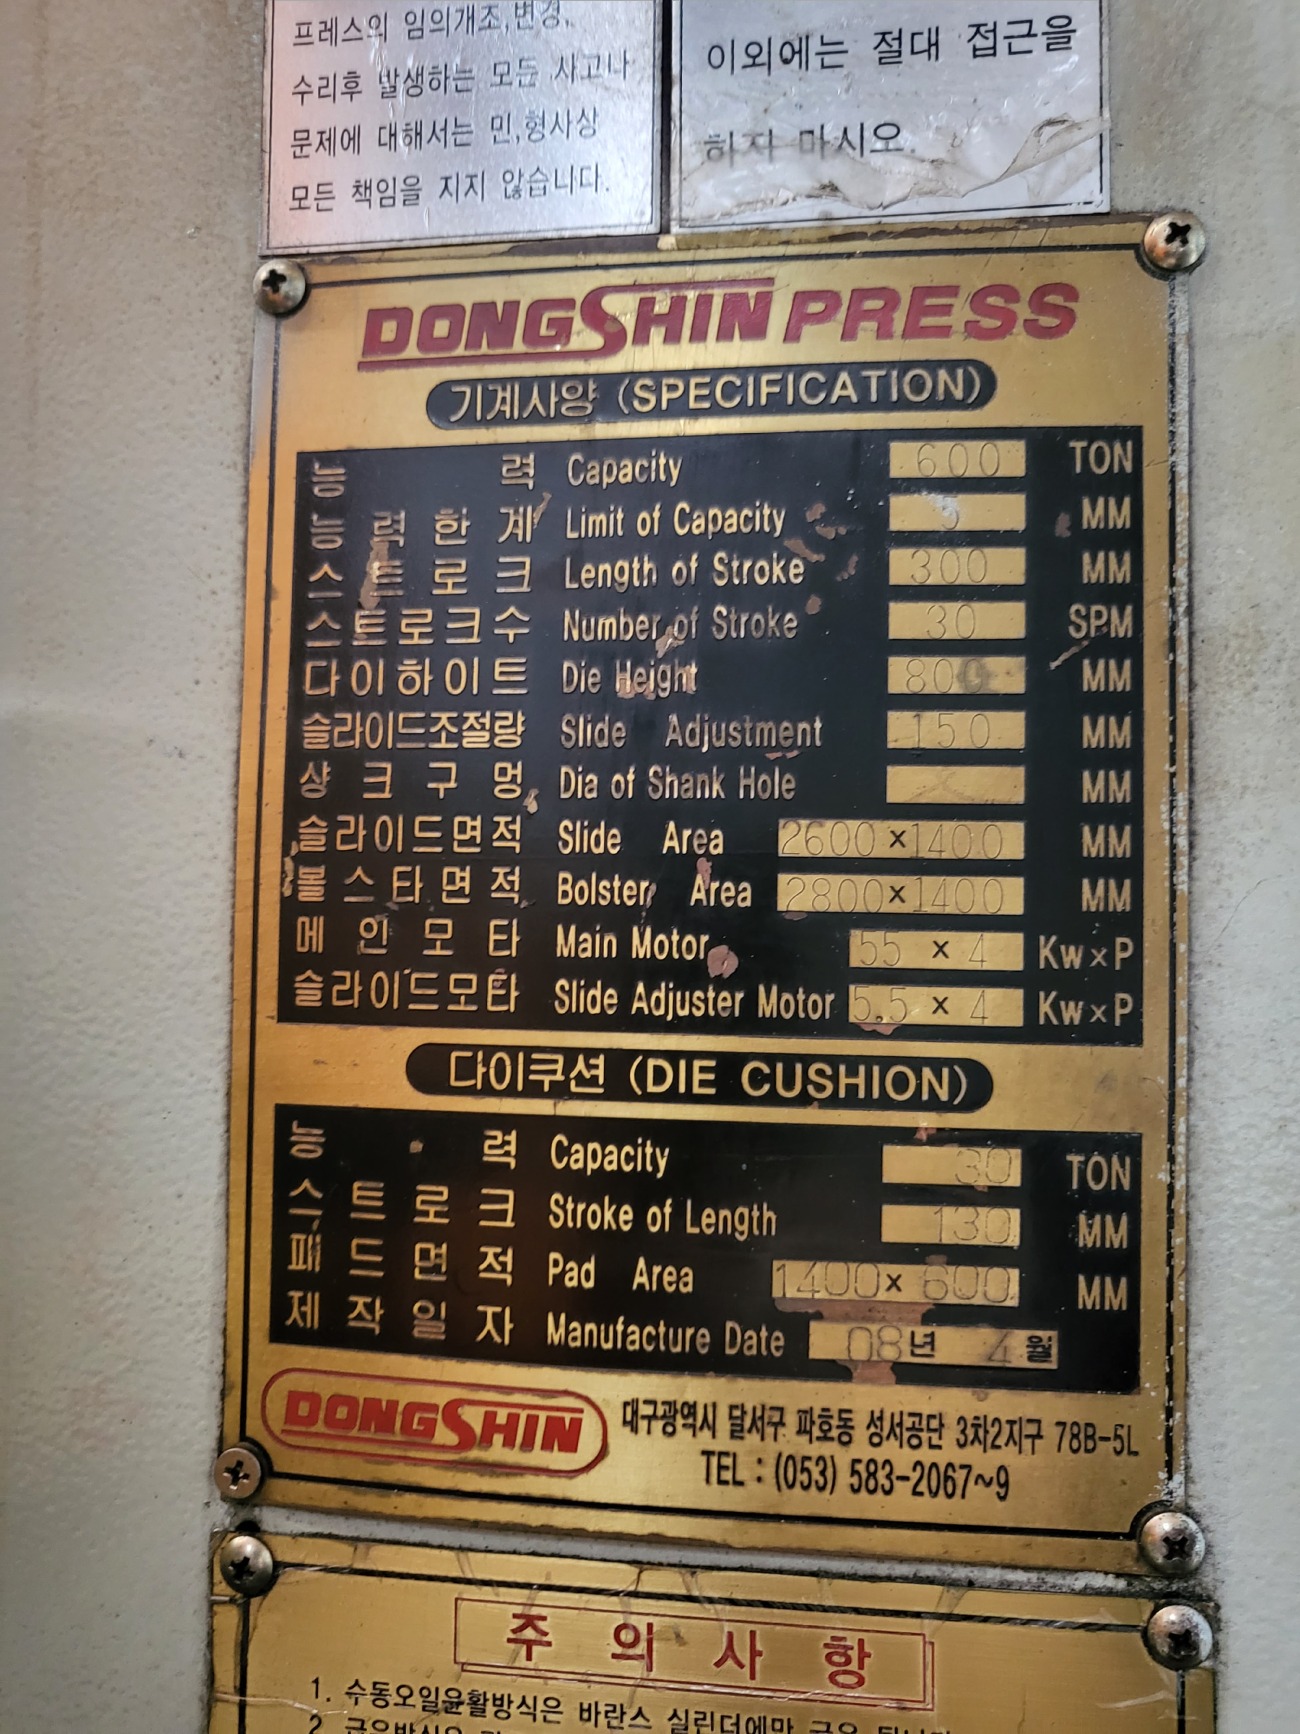 프레스의 임의개조,변경,
수리후 발생하는 모든 사고나
문제에 대해서는 민,형사상
모든 책임을 지지 않습니다.
이외에는 절대 접근을
하지 마시오.
DONGSHIN PRESS
기계사양 (SPECIFICATION)
능 력 Capacity 600 TON
능 력 한 계 Limit of Capacity MM
스 트 로 크 Length of Stroke 300 MM
스트로크수 Number of Stroke 30 SPM
다이하이트 Die Height 800 MM
슬라이드조절량 Slide Adjustment 150 MM
샹 크 구 멍 Dia of Shank Hole MM
슬라이드면적 Slide Area 2600 × 1400 MM
볼스타면적 Bolster Area 2800 × 1400 MM
메 인 모 타 Main Motor 55 × 4 Kw×P
슬라이드모타 Slide Adjuster Motor 5.5 × 4 Kw×P
다이쿠션 (DIE CUSHION)
능 력 Capacity 30 TON
스 트 로 크 Stroke of Length 130 MM
패 드 면 적 Pad Area 1400 × 600 MM
제 작 일 자 Manufacture Date 08년 4월
DONGSHIN
대구광역시 달서구 파호동 성서공단 3차2지구 78B-5L
TEL : (053) 583-2067~9
주 의 사 항
1. 수동오일윤활방식은 바란스 실린더에만
2.